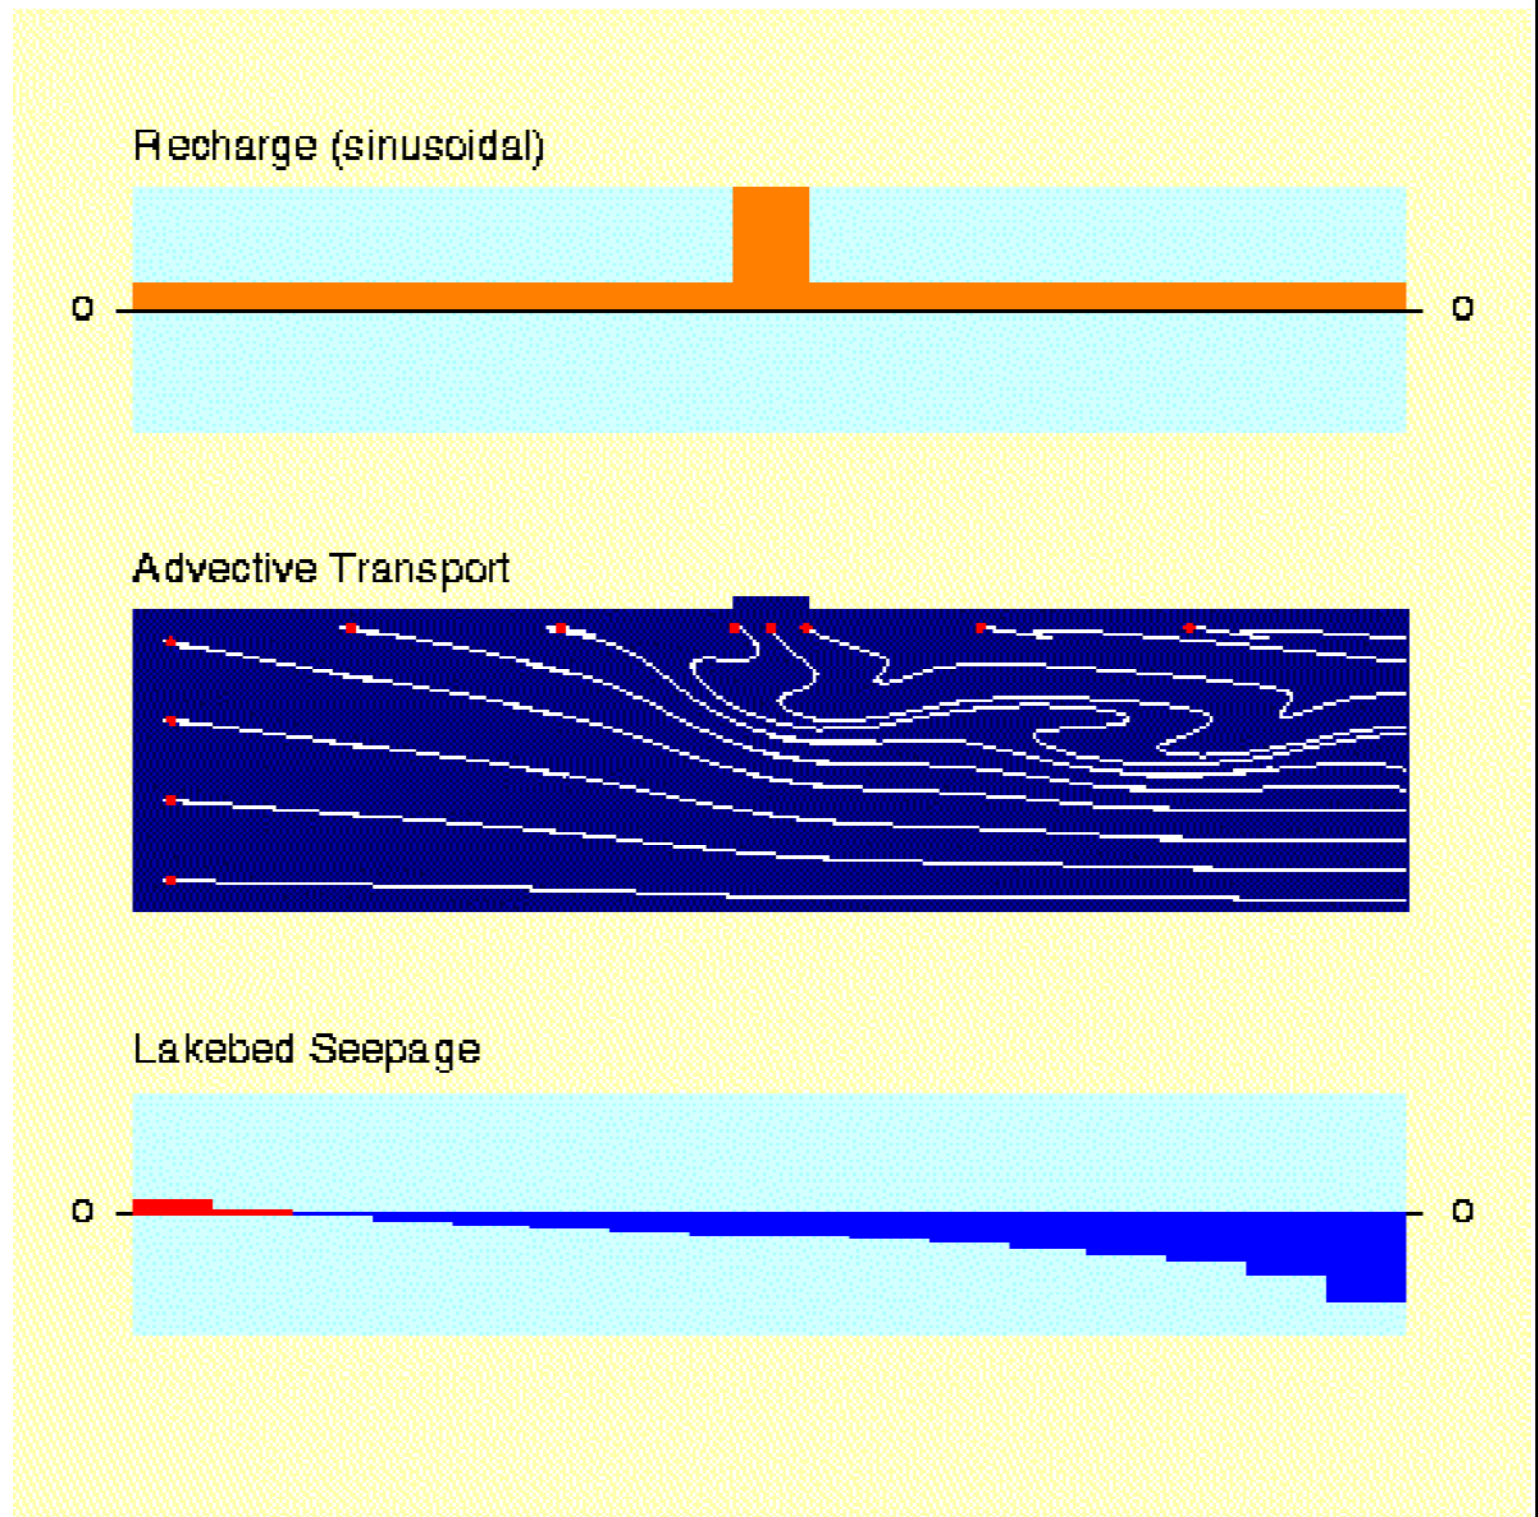 Recharge (sinusoidal)
0 0
Advective Transport
Lakebed Seepage
0 0